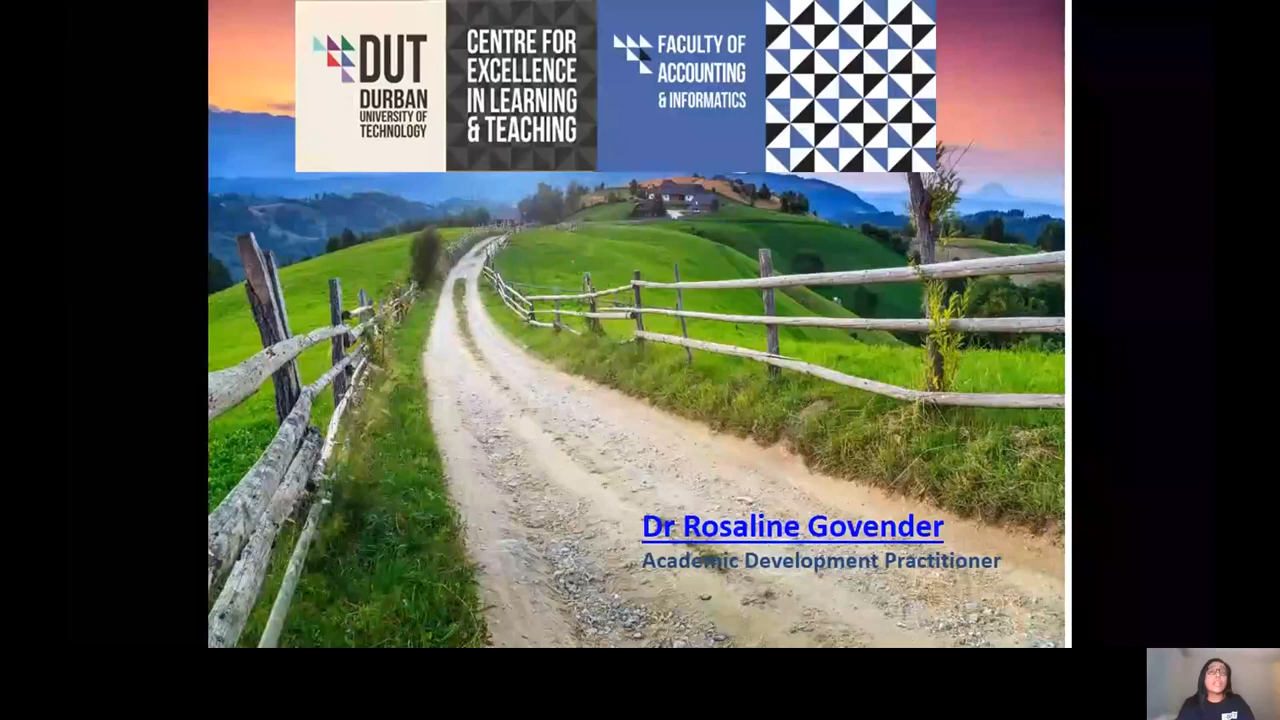 DUT
DURBAN
UNIVERSITY OF
TECHNOLOGY
CENTRE FOR
EXCELLENCE
IN LEARNING
& TEACHING
FACULTY OF
ACCOUNTING
& INFORMATICS
Dr Rosaline Govender
Academic Development Practitioner